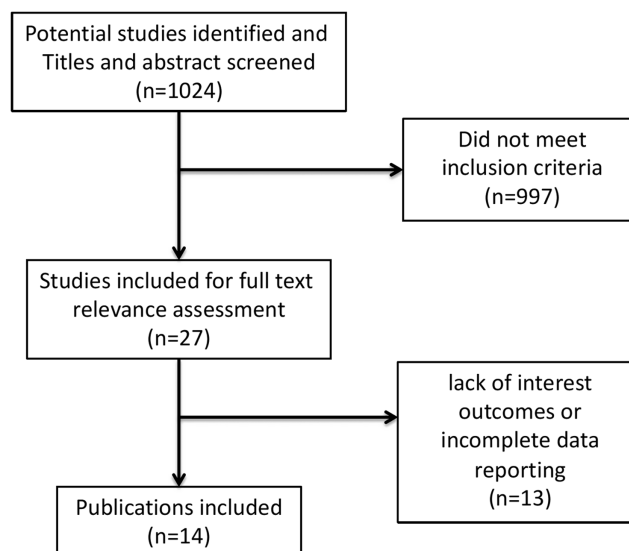 Potential studies identified and
Titles and abstract screened
(n=1024)
Did not meet
inclusion criteria
(n=997)
Studies included for full text
relevance assessment
(n=27)
lack of interest
outcomes or
incomplete data
reporting
(n=13)
Publications included
(n=14)